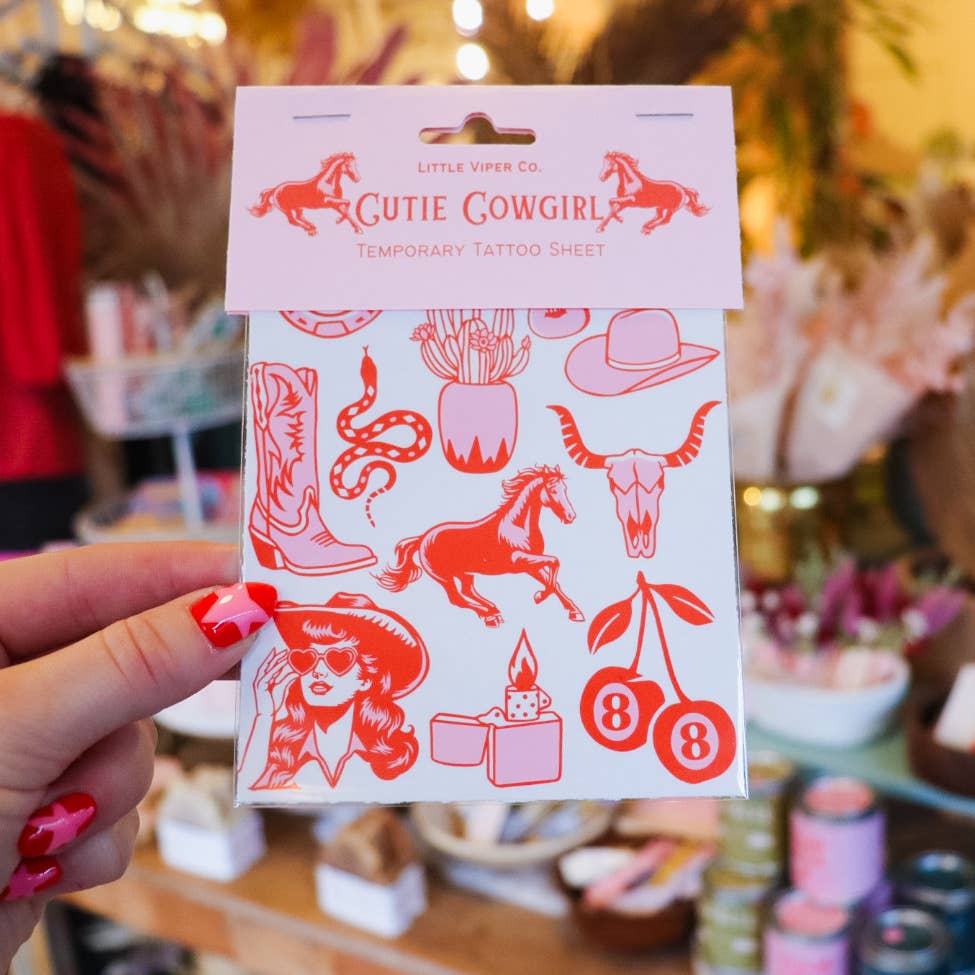 LITTLE VIPER CO.
CUTIE COWGIRL
TEMPORARY TATTOO SHEET
8
8